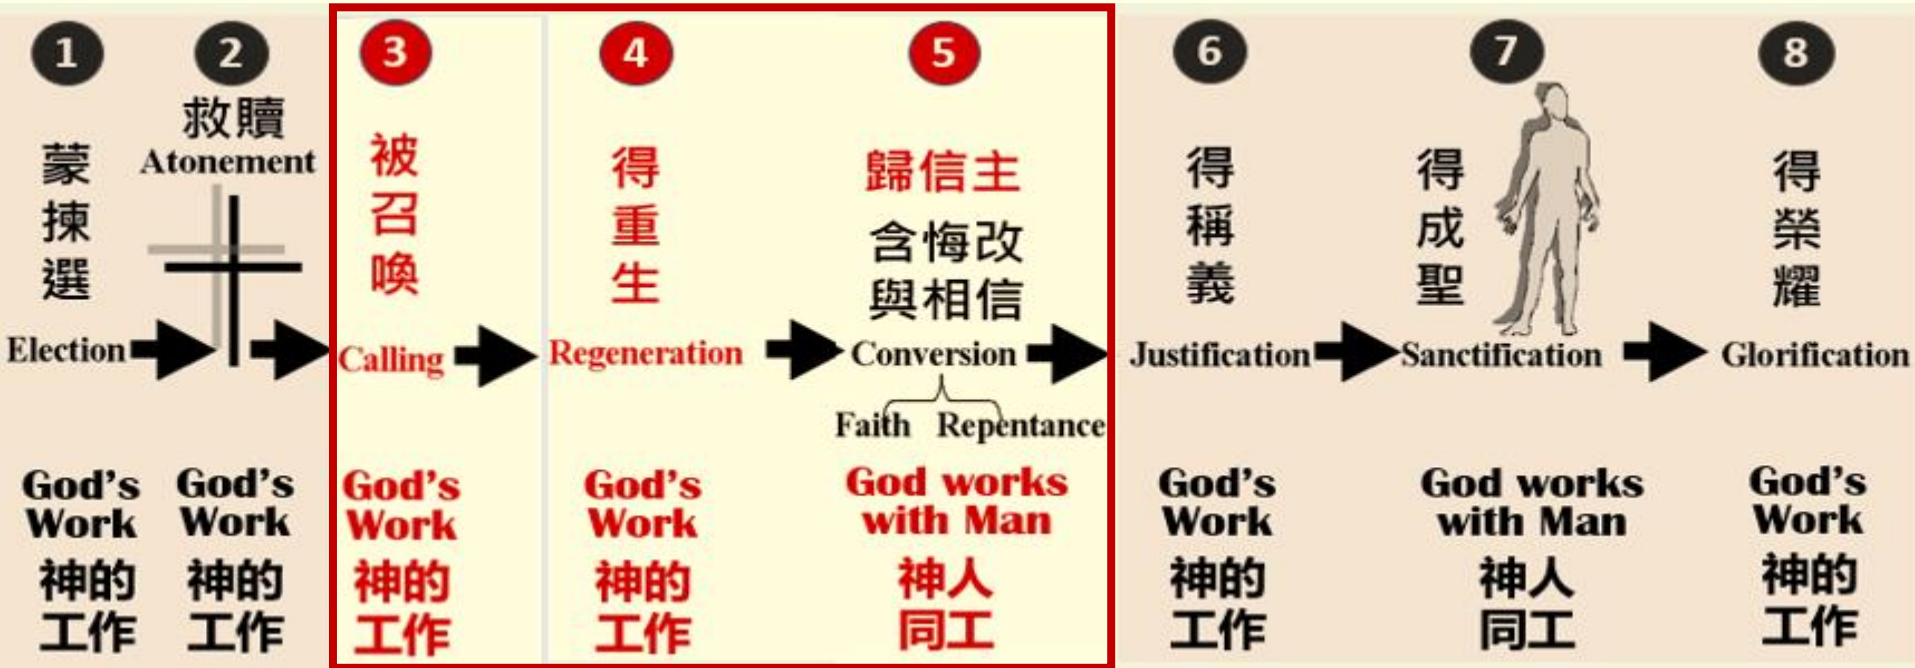 1
蒙揀選
Election
God's
Work
神的
工作
2
救贖
Atonement
God's
Work
神的
工作
3
被召喚
Calling
God's
Work
神的
工作
4
得重生
Regeneration
God's
Work
神的
工作
5
歸信主
含悔改
與相信
Conversion
Faith Repentance
God works
with Man
神人
同工
6
得稱義
Justification
God's
Work
神的
工作
7
得成聖
Sanctification
God works
with Man
神人
同工
8
得榮耀
Glorification
God's
Work
神的
工作